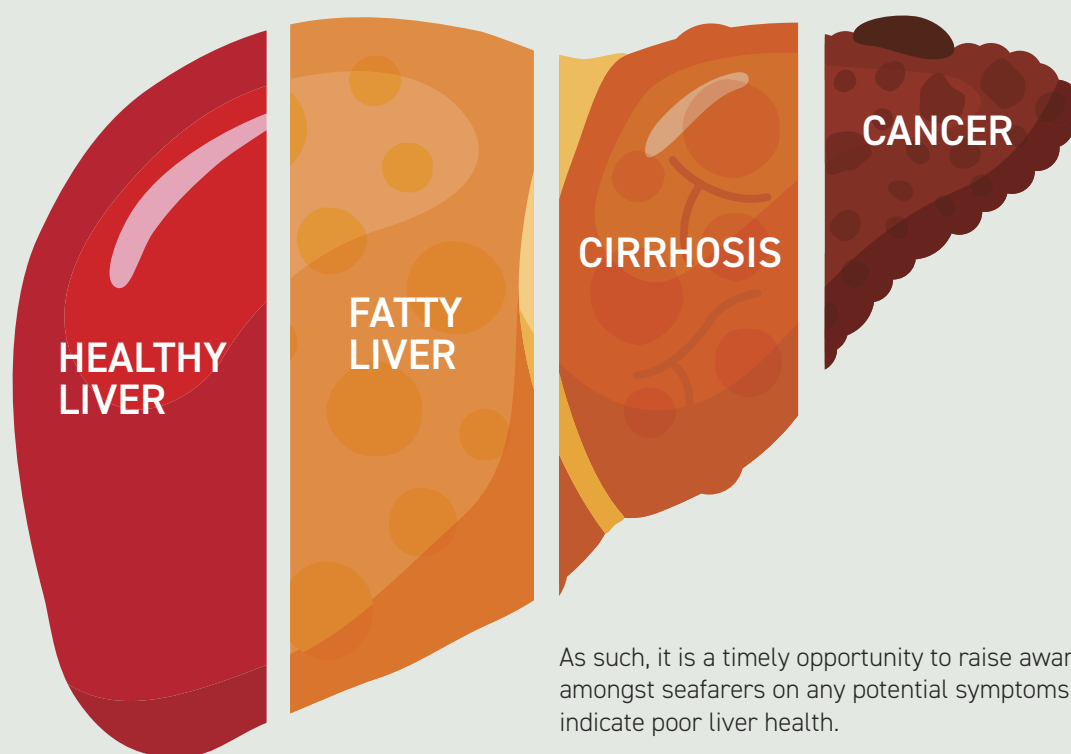 HEALTHY
LIVER
FATTY
LIVER
CIRRHOSIS
CANCER
As such, it is a timely opportunity to raise
amongst seafarers on any potential symptoms
indicate poor liver health.